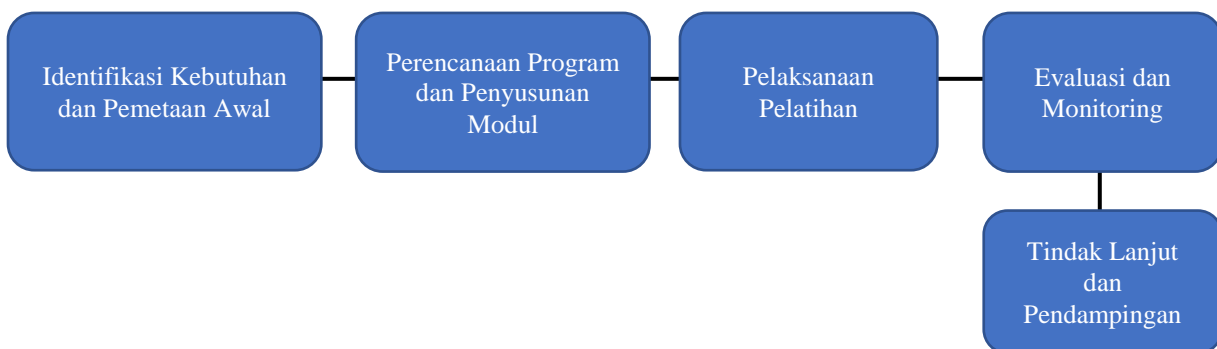 Identifikasi Kebutuhan
dan Pemetaan Awal
Perencanaan Program
dan Penyusunan
Modul
Pelaksanaan
Pelatihan
Evaluasi dan
Monitoring
Tindak Lanjut
dan
Pendampingan